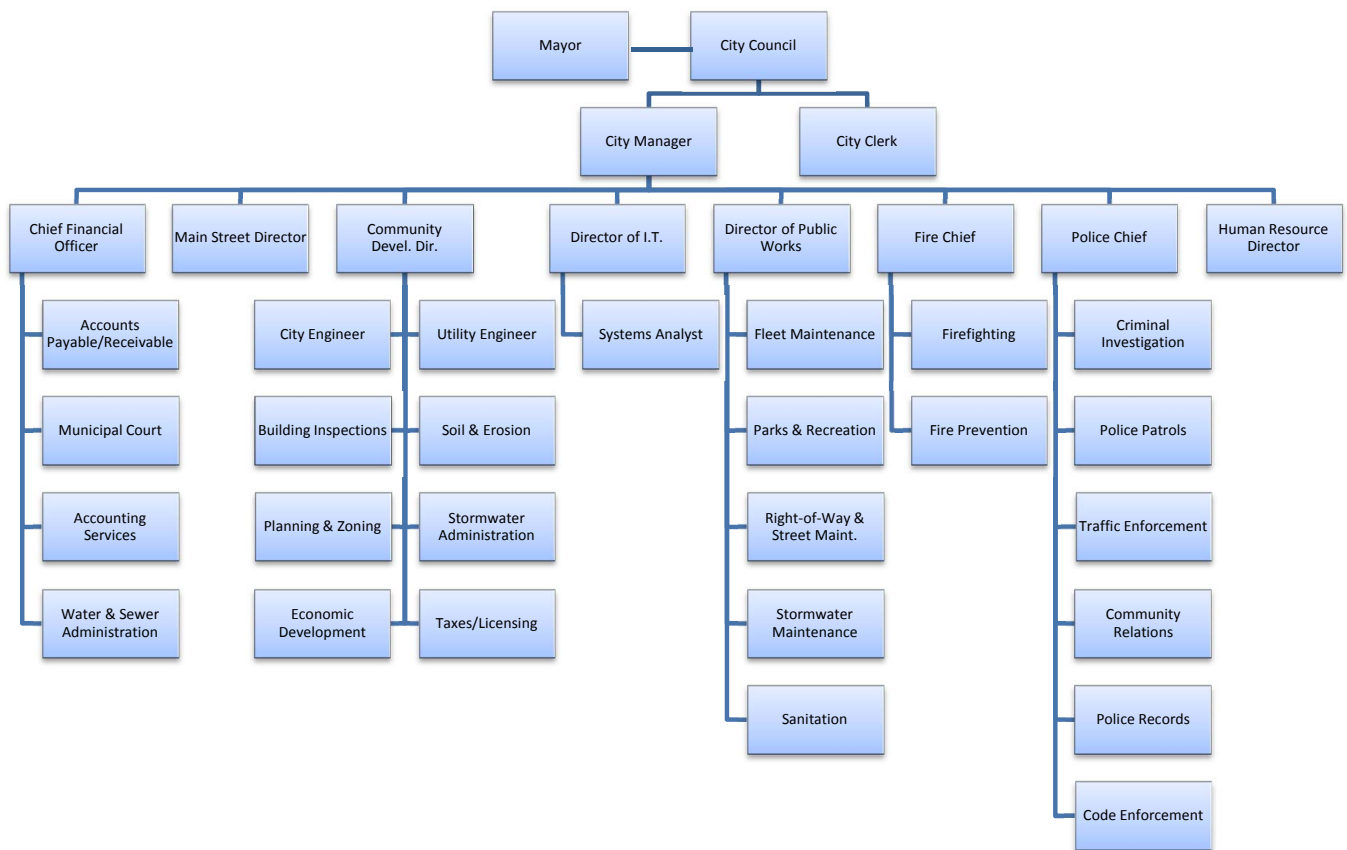 Mayor
City Council
City Manager
City Clerk
Chief Financial
Officer
Main Street Director
Community
Devel. Dir.
Director of I.T.
Director of Public
Works
Fire Chief
Police Chief
Human Resource
Director
Accounts
Payable/Receivable
Municipal Court
Accounting
Services
Water & Sewer
Administration
City Engineer
Utility Engineer
Building Inspections
Soil & Erosion
Planning & Zoning
Stormwater
Administration
Economic
Development
Taxes/Licensing
Systems Analyst
Fleet Maintenance
Parks & Recreation
Right-of-Way &
Street Maint.
Stormwater
Maintenance
Sanitation
Firefighting
Fire Prevention
Criminal
Investigation
Police Patrols
Traffic Enforcement
Community
Relations
Police Records
Code Enforcement